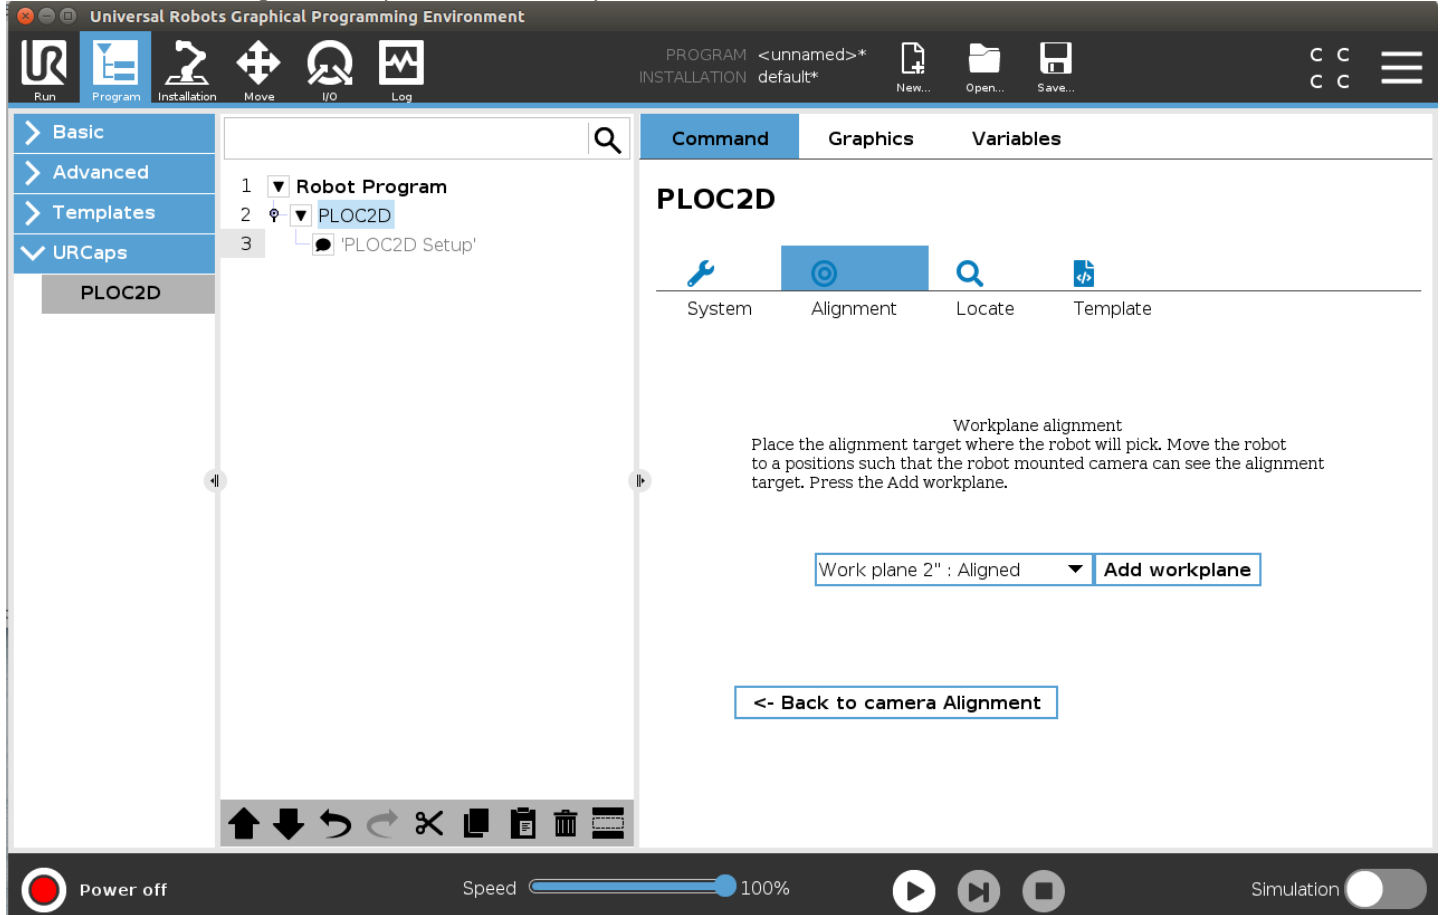 Universal Robots Graphical Programming Environment
UR
Run
Program
Installation
Move
I/O
Log
PROGRAM <unnamed>*
INSTALLATION default*
New...
Open...
Save...
C C
C C
Basic
Advanced
Templates
URCaps
PLOC2D
1 Robot Program
2 PLOC2D
3 'PLOC2D Setup'
Command Graphics Variables
PLOC2D
System Alignment Locate Template
Workplane alignment
Place the alignment target where the robot will pick. Move the robot
to a positions such that the robot mounted camera can see the alignment
target. Press the Add workplane.
Work plane 2" : Aligned
Add workplane
<- Back to camera Alignment
Power off
Speed 100%
Simulation